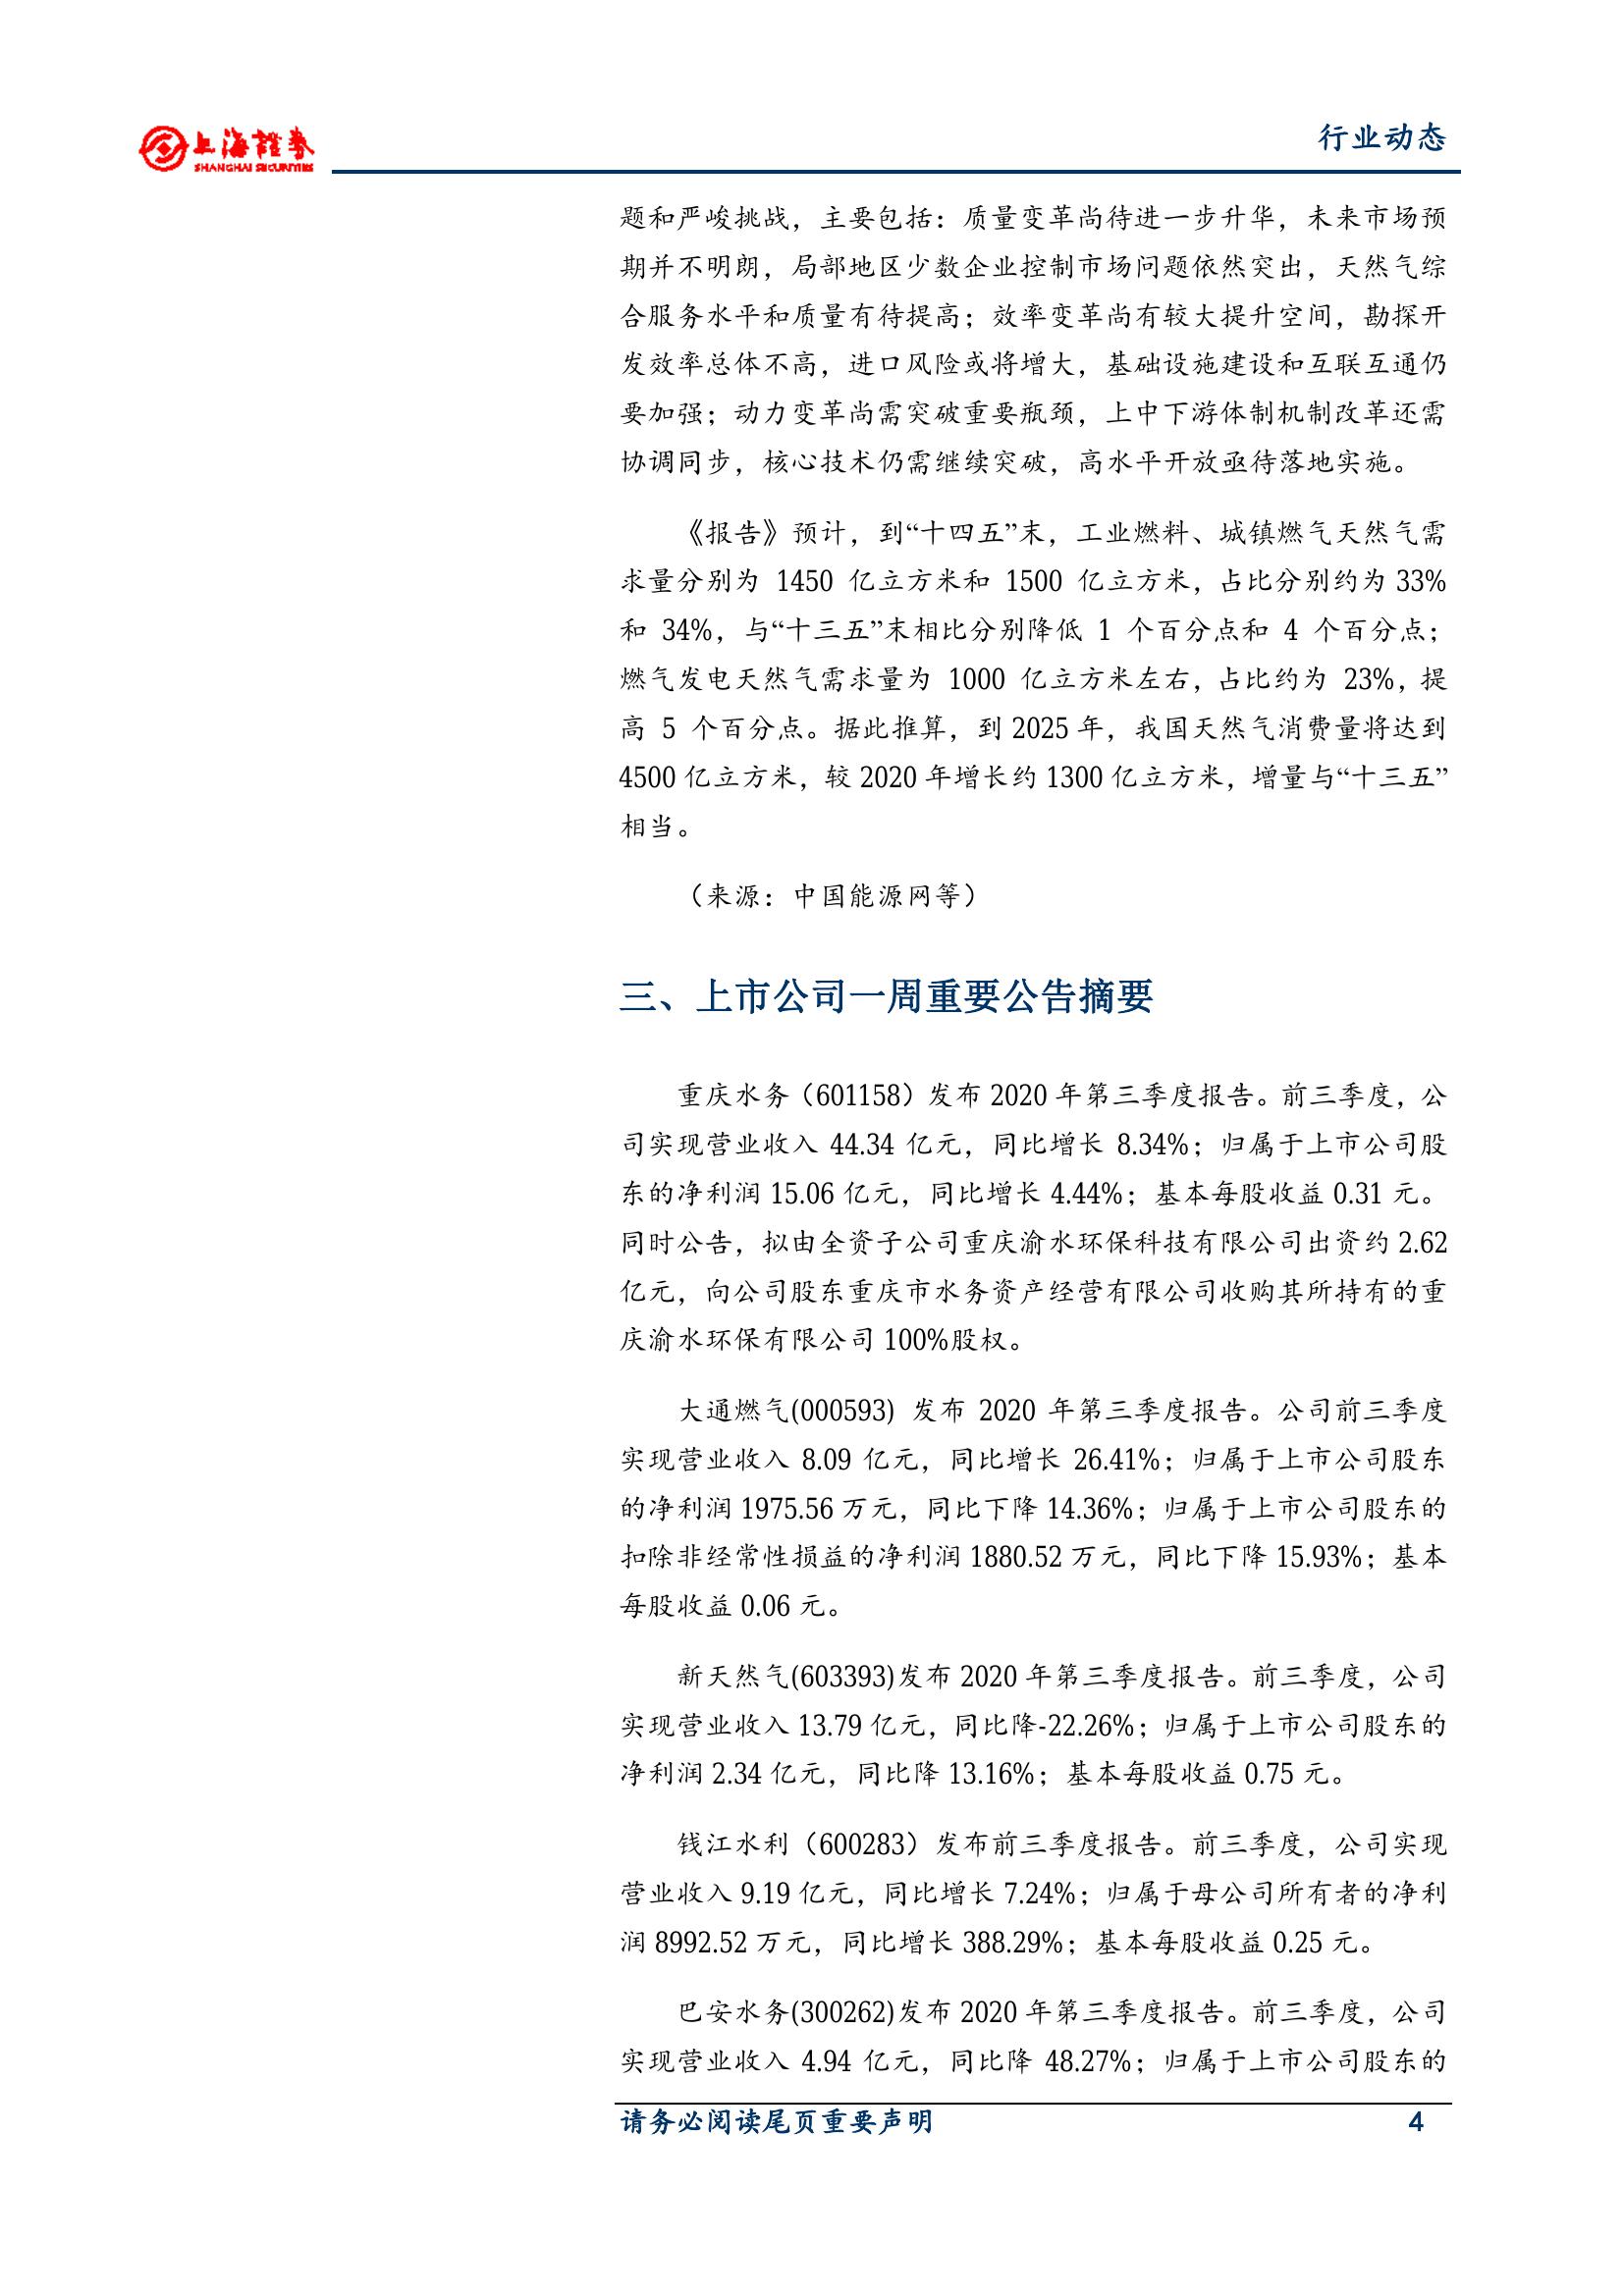 上海證券
SHANGHAI SECURITIES
行业动态
题和严峻挑战，主要包括：质量变革尚待进一步升华，未来市场预
期并不明朗，局部地区少数企业控制市场问题依然突出，天然气综
合服务水平和质量有待提高；效率变革尚有较大提升空间，勘探开
发效率总体不高，进口风险或将增大，基础设施建设和互联互通仍
要加强；动力变革尚需突破重要瓶颈，上中下游体制机制改革还需
协调同步，核心技术仍需继续突破，高水平开放亟待落地实施。
《报告》预计，到“十四五”末，工业燃料、城镇燃气天然气需
求量分别为 1450 亿立方米和 1500 亿立方米，占比分别约为 33%
和 34%，与“十三五”末相比分别降低 1 个百分点和 4 个百分点；
燃气发电天然气需求量为 1000 亿立方米左右，占比约为 23%，提
高 5 个百分点。据此推算，到 2025 年，我国天然气消费量将达到
4500 亿立方米，较 2020 年增长约 1300 亿立方米，增量与“十三五”
相当。
（来源：中国能源网等）
三、上市公司一周重要公告摘要
重庆水务（601158）发布 2020 年第三季度报告。前三季度，公
司实现营业收入 44.34 亿元，同比增长 8.34%；归属于上市公司股
东的净利润 15.06 亿元，同比增长 4.44%；基本每股收益 0.31 元。
同时公告，拟由全资子公司重庆渝水环保科技有限公司出资约 2.62
亿元，向公司股东重庆市水务资产经营有限公司收购其所持有的重
庆渝水环保有限公司 100%股权。
大通燃气(000593) 发布 2020 年第三季度报告。公司前三季度
实现营业收入 8.09 亿元，同比增长 26.41%；归属于上市公司股东
的净利润 1975.56 万元，同比下降 14.36%；归属于上市公司股东的
扣除非经常性损益的净利润 1880.52 万元，同比下降 15.93%；基本
每股收益 0.06 元。
新天然气(603393)发布 2020 年第三季度报告。前三季度，公司
实现营业收入 13.79 亿元，同比降-22.26%；归属于上市公司股东的
净利润 2.34 亿元，同比降 13.16%；基本每股收益 0.75 元。
钱江水利（600283）发布前三季度报告。前三季度，公司实现
营业收入 9.19 亿元，同比增长 7.24%；归属于母公司所有者的净利
润 8992.52 万元，同比增长 388.29%；基本每股收益 0.25 元。
巴安水务(300262)发布 2020 年第三季度报告。前三季度，公司
实现营业收入 4.94 亿元，同比降 48.27%；归属于上市公司股东的
请务必阅读尾页重要声明
4